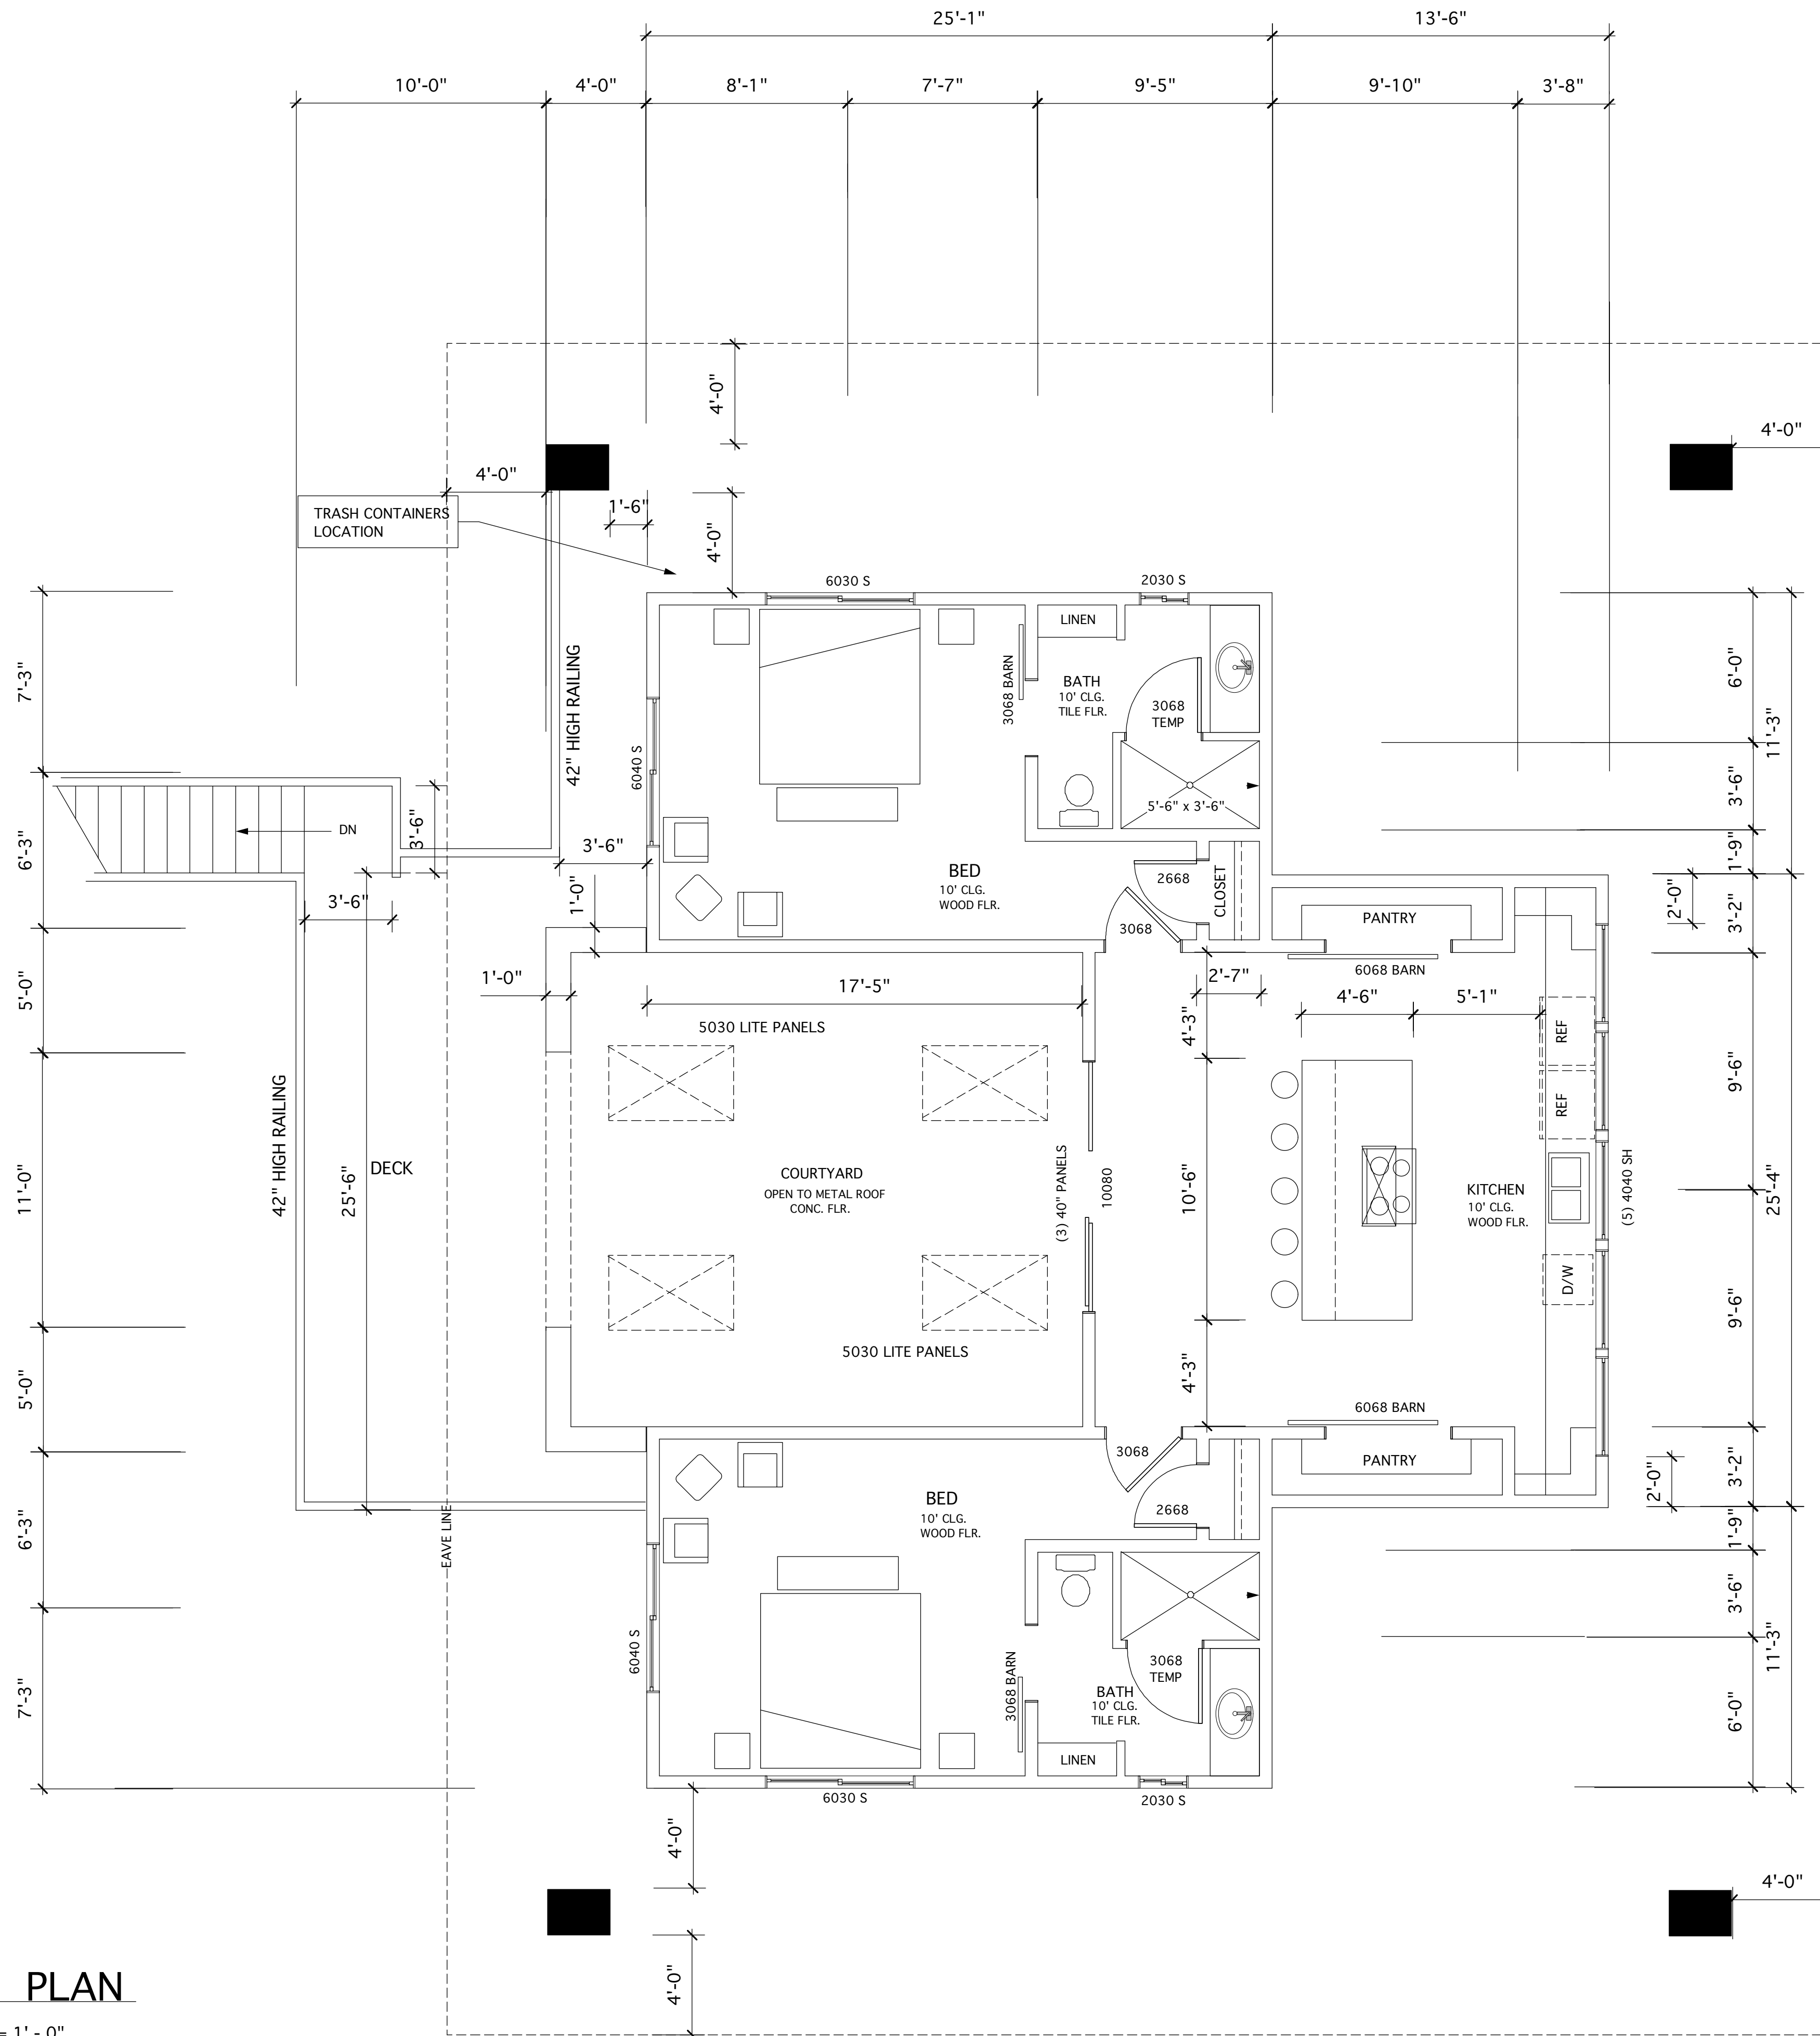 25'-1"
13'-6"
10'-0"
4'-0"
8'-1"
7'-7"
9'-5"
9'-10"
3'-8"
4'-0"
4'-0"
4'-0"
1'-6"
4'-0"
TRASH CONTAINERS
LOCATION
6030 S
2030 S
LINEN
42" HIGH RAILING
7'-3"
6040 S
3068 BARN
BATH
10' CLG.
TILE FLR.
3068
TEMP
6'-0"
11'-3"
5'-6" x 3'-6"
3'-6"
DN
3'-6"
6'-3"
3'-6"
1'-9"
BED
10' CLG.
WOOD FLR.
2668
CLOSET
3068
1'-0"
3'-6"
PANTRY
2'-0"
3'-2"
6068 BARN
1'-0"
17'-5"
2'-7"
4'-6"
5'-1"
5'-0"
5030 LITE PANELS
4'-3"
REF
REF
9'-6"
42" HIGH RAILING
25'-6"
DECK
11'-0"
COURTYARD
OPEN TO METAL ROOF
CONC. FLR.
(3) 40" PANELS
10080
10'-6"
KITCHEN
10' CLG.
WOOD FLR.
(5) 4040 SH
25'-4"
D/W
9'-6"
5030 LITE PANELS
4'-3"
5'-0"
6068 BARN
3068
PANTRY
3'-2"
2'-0"
BED
10' CLG.
WOOD FLR.
2668
EAVE LINE
6'-3"
1'-9"
3'-6"
6040 S
3068 BARN
3068
TEMP
BATH
10' CLG.
TILE FLR.
11'-3"
7'-3"
6'-0"
LINEN
6030 S
2030 S
4'-0"
4'-0"
4'-0"
PLAN
= 1' - 0"